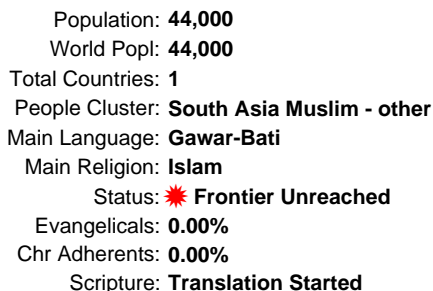 Population: 44,000
World Popl: 44,000
Total Countries: 1
People Cluster: South Asia Muslim - other
Main Language: Gawar-Bati
Main Religion: Islam
Status: Frontier Unreached
Evangelicals: 0.00%
Chr Adherents: 0.00%
Scripture: Translation Started